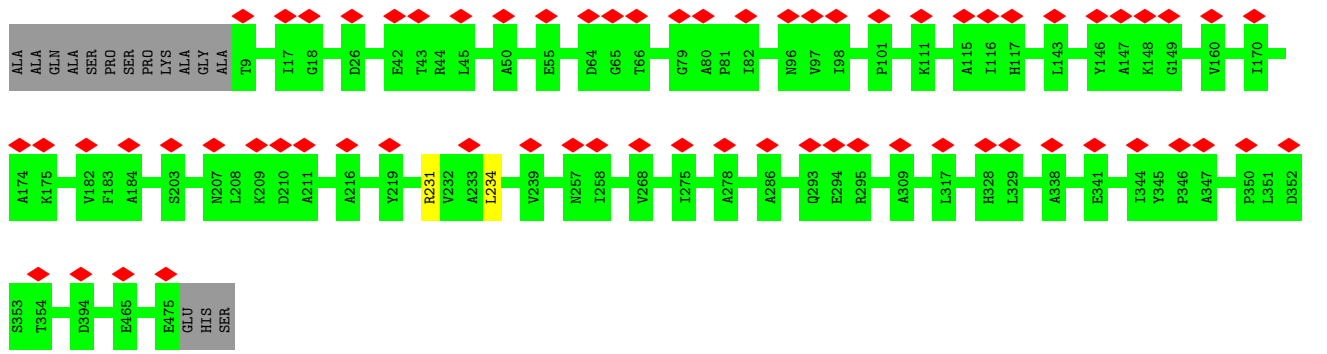 ALA ALA GLN ALA SER PRO SER PRO LYS ALA GLY ALA T9 I17 G18 D26 E42 T43 R44 L45 A50 E55 D64 G65 T66 G79 A80 P81 I82 N96 V97 I98 P101 K111 A115 I116 H117 L143 Y146 A147 K148 G149 V160 I170
A174 K175 V182 F183 A184 S203 N207 L208 K209 D210 A211 A216 Y219 R231 V232 A233 L234 V239 N257 I258 V268 I275 A278 A286 Q293 E294 R295 A309 L317 H328 L329 A338 E341 I344 Y345 P346 A347 P350 L351 D352
S353 T354 D394 E465 E475 GLU HIS SER